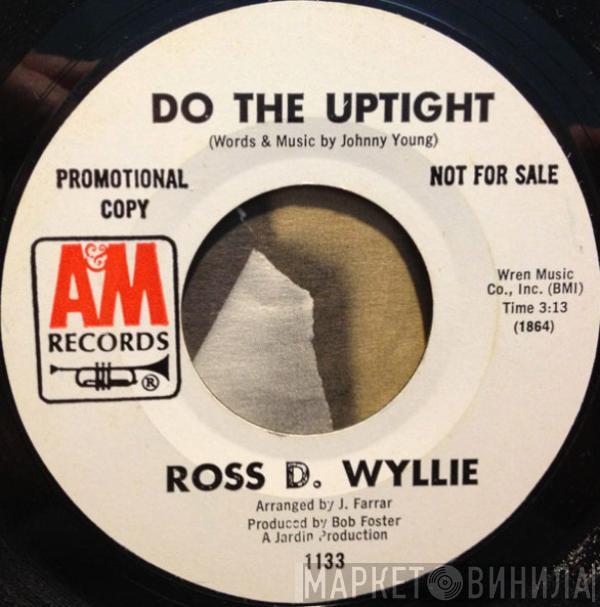 DO THE UPTIGHT
(Words & Music by Johnny Young)
PROMOTIONAL
COPY
NOT FOR SALE
A&M
RECORDS
®
Wren Music
Co., Inc. (BMI)
Time 3:13
(1864)
ROSS D. WYLLIE
Arranged by J. Farrar
Produced by Bob Foster
A Jardin Production
1133
МАРКЕТ ВИНИЛА